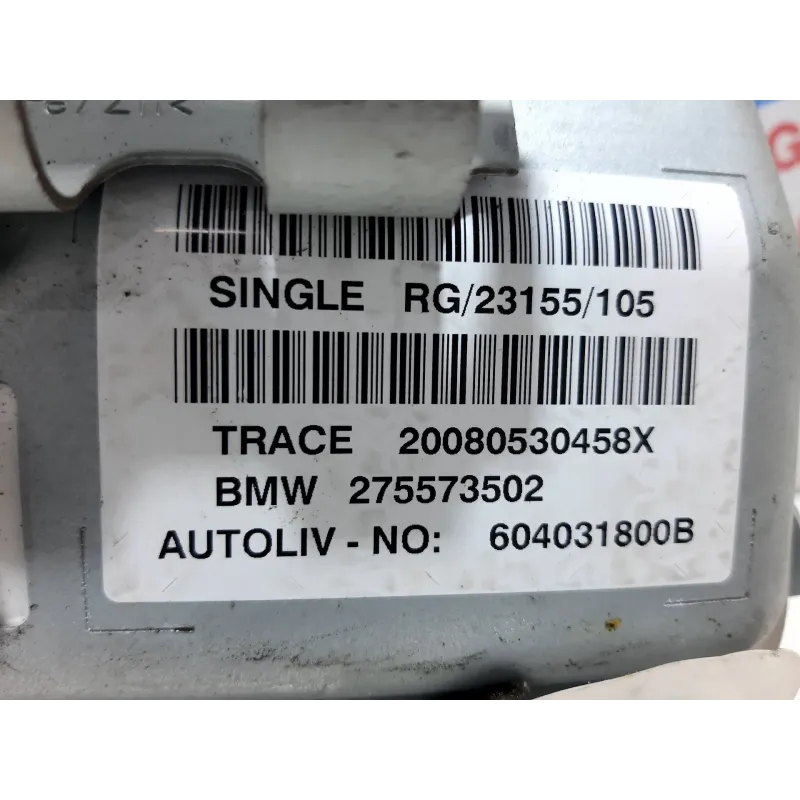 SINGLE RG/23155/105
TRACE 20080530458X
BMW 275573502
AUTOLIV - NO: 604031800B